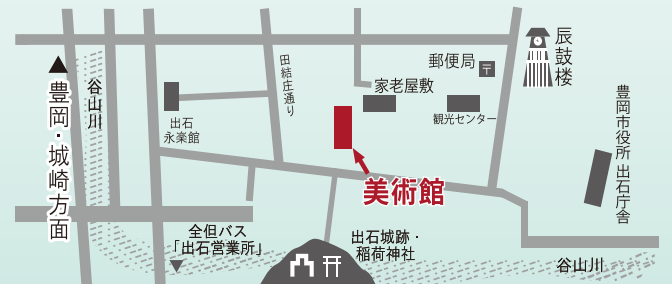 辰鼓楼
郵便局
〒
家老屋敷
観光センター
田結庄通り
谷山川
▲豊岡・城崎方面
出石
永楽館
豊岡市役所 出石庁舎
美術館
全但バス
「出石営業所」
出石城跡・
稲荷神社
谷山川